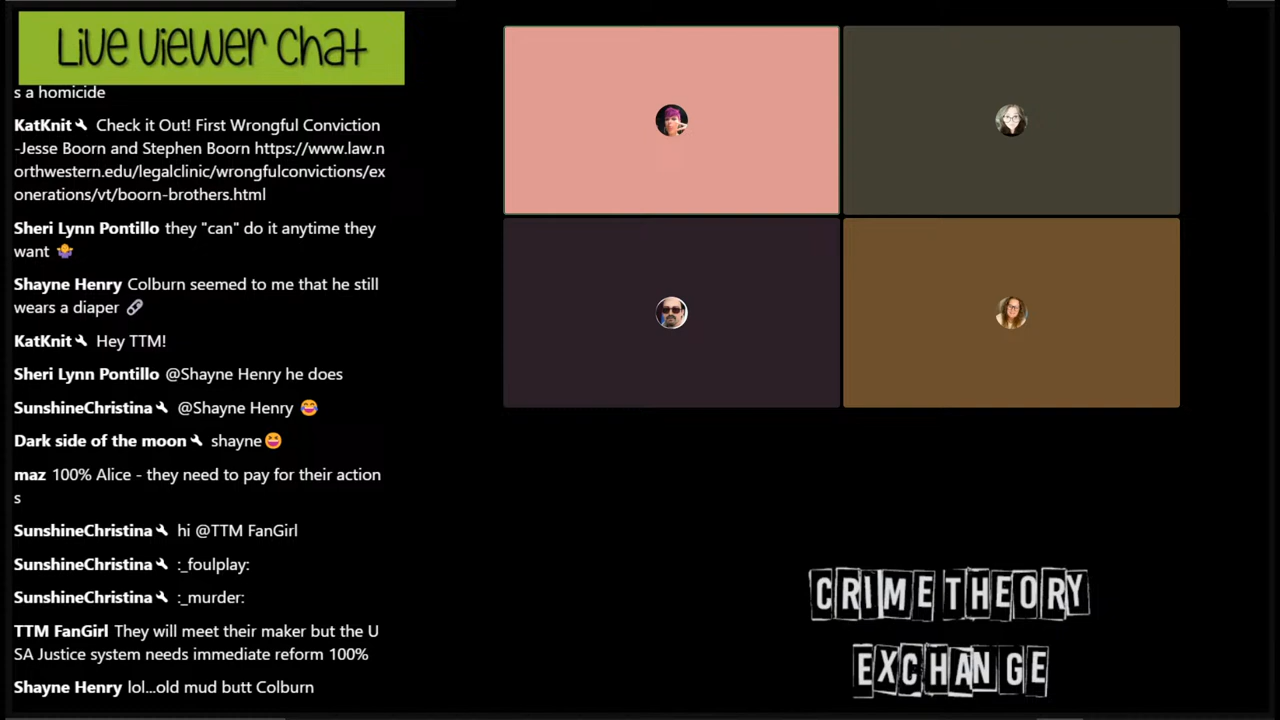 Live Viewer Chat
s a homicide
KatKnit Check it Out! First Wrongful Conviction
-Jesse Boorn and Stephen Boorn https://www.law.n
orthwestern.edu/legalclinic/wrongfulconvictions/ex
onerations/vt/boorn-brothers.html
Sheri Lynn Pontillo they "can" do it anytime they
want 🤷‍♀️
Shayne Henry Colburn seemed to me that he still
wears a diaper 🔗
KatKnit Hey TTM!
Sheri Lynn Pontillo @Shayne Henry he does
SunshineChristina @Shayne Henry 😂
Dark side of the moon shayne😆
maz 100% Alice - they need to pay for their action
s
SunshineChristina hi @TTM FanGirl
SunshineChristina :_foulplay:
SunshineChristina :_murder:
TTM FanGirl They will meet their maker but the U
SA Justice system needs immediate reform 100%
Shayne Henry lol...old mud butt Colburn
CRIME THEORY
EXCHANGE